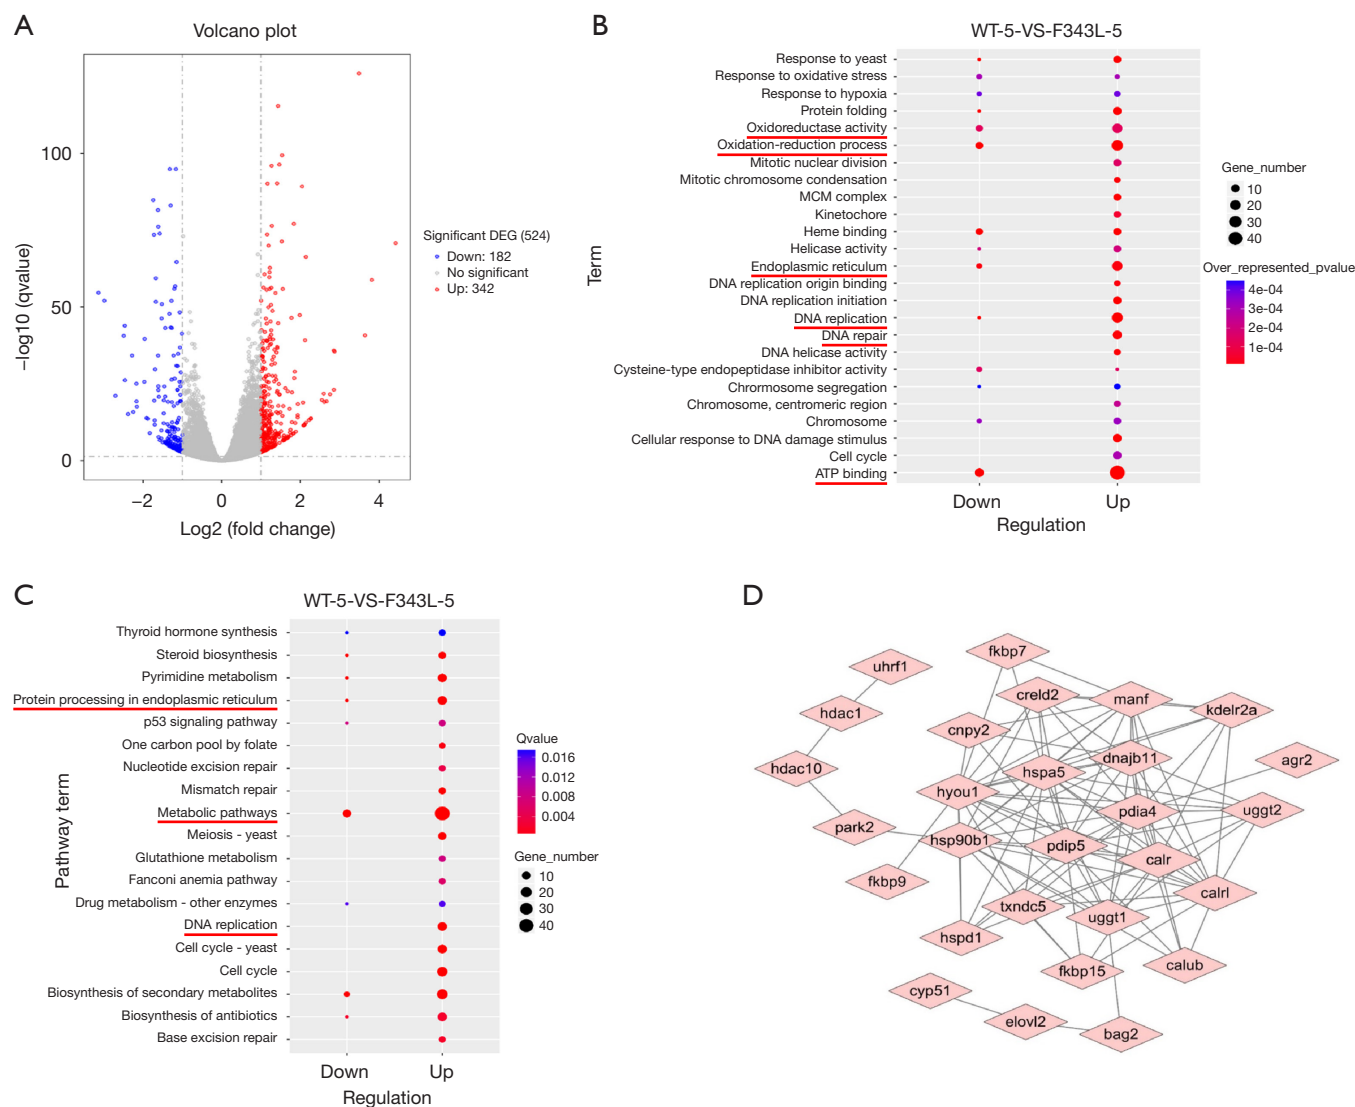 A
Volcano plot
100
50
0
−log10 (qvalue)
−2
0
2
4
Log2 (fold change)
Significant DEG (524)
Down: 182
No significant
Up: 342
B
WT-5-VS-F343L-5
Response to yeast
Response to oxidative stress
Response to hypoxia
Protein folding
Oxidoreductase activity
Oxidation-reduction process
Mitotic nuclear division
Mitotic chromosome condensation
MCM complex
Kinetochore
Heme binding
Helicase activity
Endoplasmic reticulum
DNA replication origin binding
DNA replication initiation
DNA replication
DNA repair
DNA helicase activity
Cysteine-type endopeptidase inhibitor activity
Chrormosome segregation
Chromosome, centromeric region
Chromosome
Cellular response to DNA damage stimulus
Cell cycle
ATP binding
Term
Down
Up
Regulation
Gene_number
10
20
30
40
Over_represented_pvalue
4e-04
3e-04
2e-04
1e-04
C
WT-5-VS-F343L-5
Thyroid hormone synthesis
Steroid biosynthesis
Pyrimidine metabolism
Protein processing in endoplasmic reticulum
p53 signaling pathway
One carbon pool by folate
Nucleotide excision repair
Mismatch repair
Metabolic pathways
Meiosis - yeast
Glutathione metabolism
Fanconi anemia pathway
Drug metabolism - other enzymes
DNA replication
Cell cycle - yeast
Cell cycle
Biosynthesis of secondary metabolites
Biosynthesis of antibiotics
Base excision repair
Pathway term
Down
Up
Regulation
Qvalue
0.016
0.012
0.008
0.004
Gene_number
10
20
30
40
D
fkbp7
uhrf1
creld2
manf
kdelr2a
hdac1
cnpy2
dnajb11
agr2
hdac10
hspa5
hyou1
pdia4
uggt2
park2
hsp90b1
pdip5
calr
fkbp9
calrl
txndc5
uggt1
hspd1
fkbp15
calub
cyp51
elovl2
bag2